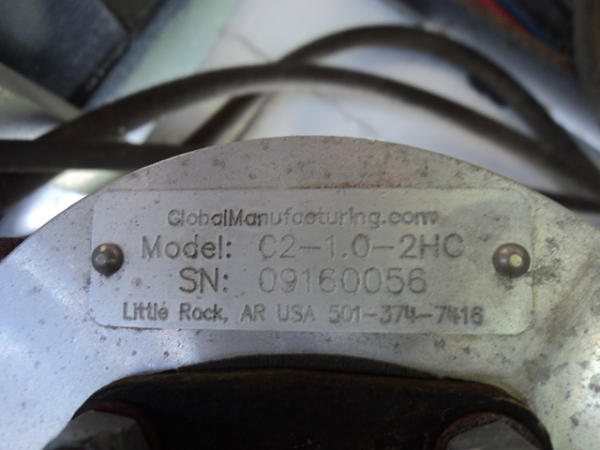 GlobalManufacturing.com
Model: C2-1.0-2HC
SN: 09160056
Little Rock, AR USA 501-374-7416